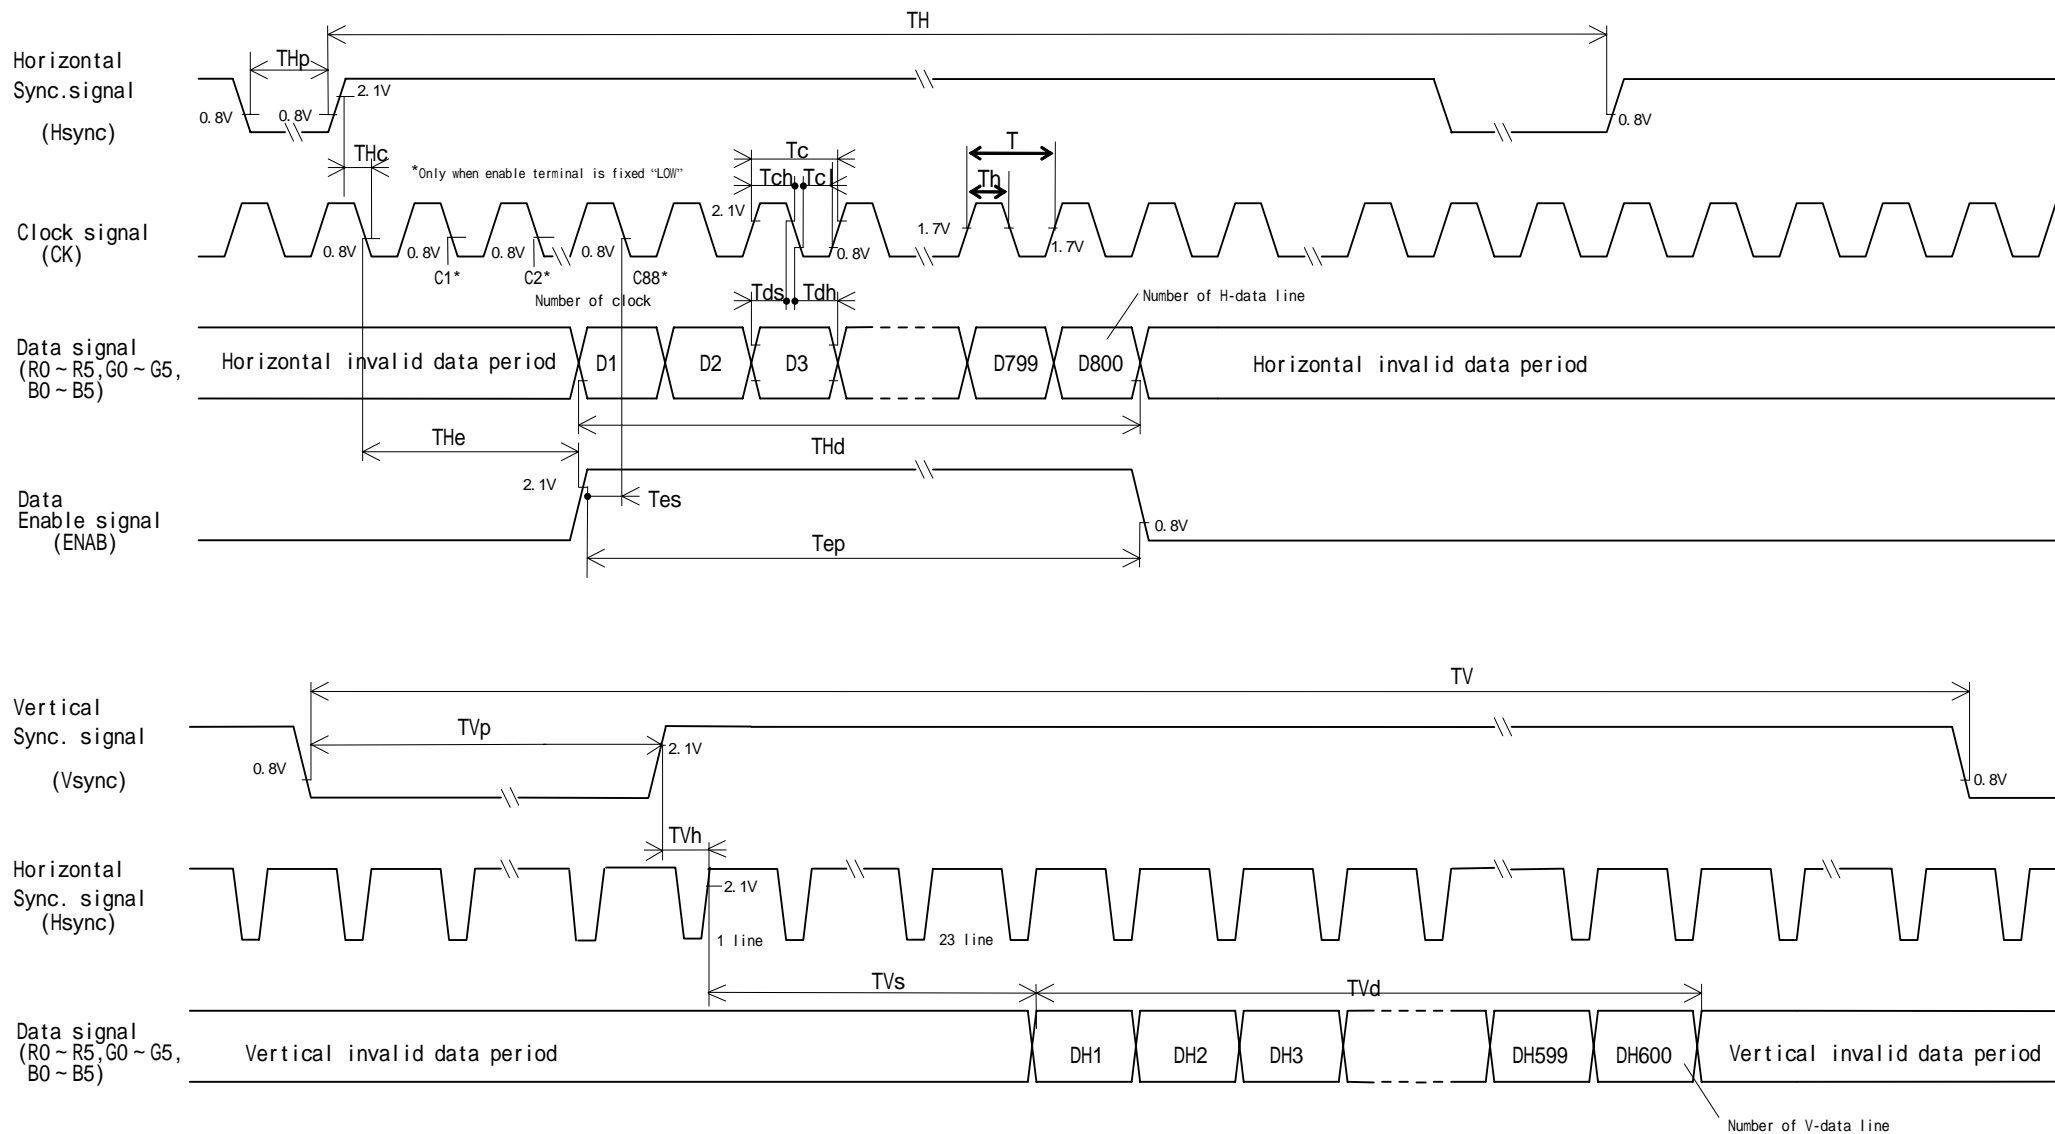 TH
Horizontal
Sync.signal
(Hsync)
THp
0.8V
0.8V
2.1V
0.8V
THc
*Only when enable terminal is fixed “LOW”
Tc
Tch
Tcl
T
Th
Clock signal
(CK)
0.8V
0.8V
0.8V
0.8V
2.1V
0.8V
1.7V
1.7V
C1*
C2*
C88*
Number of clock
Tds
Tdh
Number of H-data line
Data signal
(R0~R5,G0~G5,
B0~B5)
Horizontal invalid data period
D1
D2
D3
D799
D800
Horizontal invalid data period
THe
THd
Data
Enable signal
(ENAB)
2.1V
Tes
0.8V
Tep
TV
Vertical
Sync. signal
(Vsync)
TVp
0.8V
2.1V
0.8V
TVh
Horizontal
Sync. signal
(Hsync)
2.1V
1 line
23 line
TVs
TVd
Data signal
(R0~R5,G0~G5,
B0~B5)
Vertical invalid data period
DH1
DH2
DH3
DH599
DH600
Vertical invalid data period
Number of V-data line